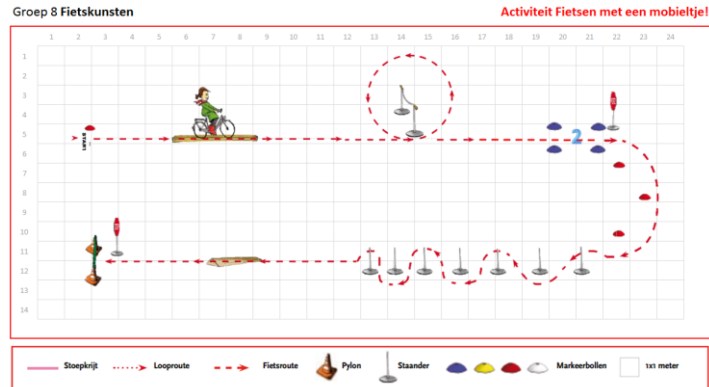 Groep 8 Fietskunsten
Activiteit Fietsen met een mobieltje!
1 2 3 4 5 6 7 8 9 10 11 12 13 14 15 16 17 18 19 20 21 22 23 24
1
2
3
4
5
6
7
8
9
10
11
12
13
14
START!
2
Stoepkrijt
Looproute
Fietsroute
Pylon
Staander
Markeerbollen
1x1 meter